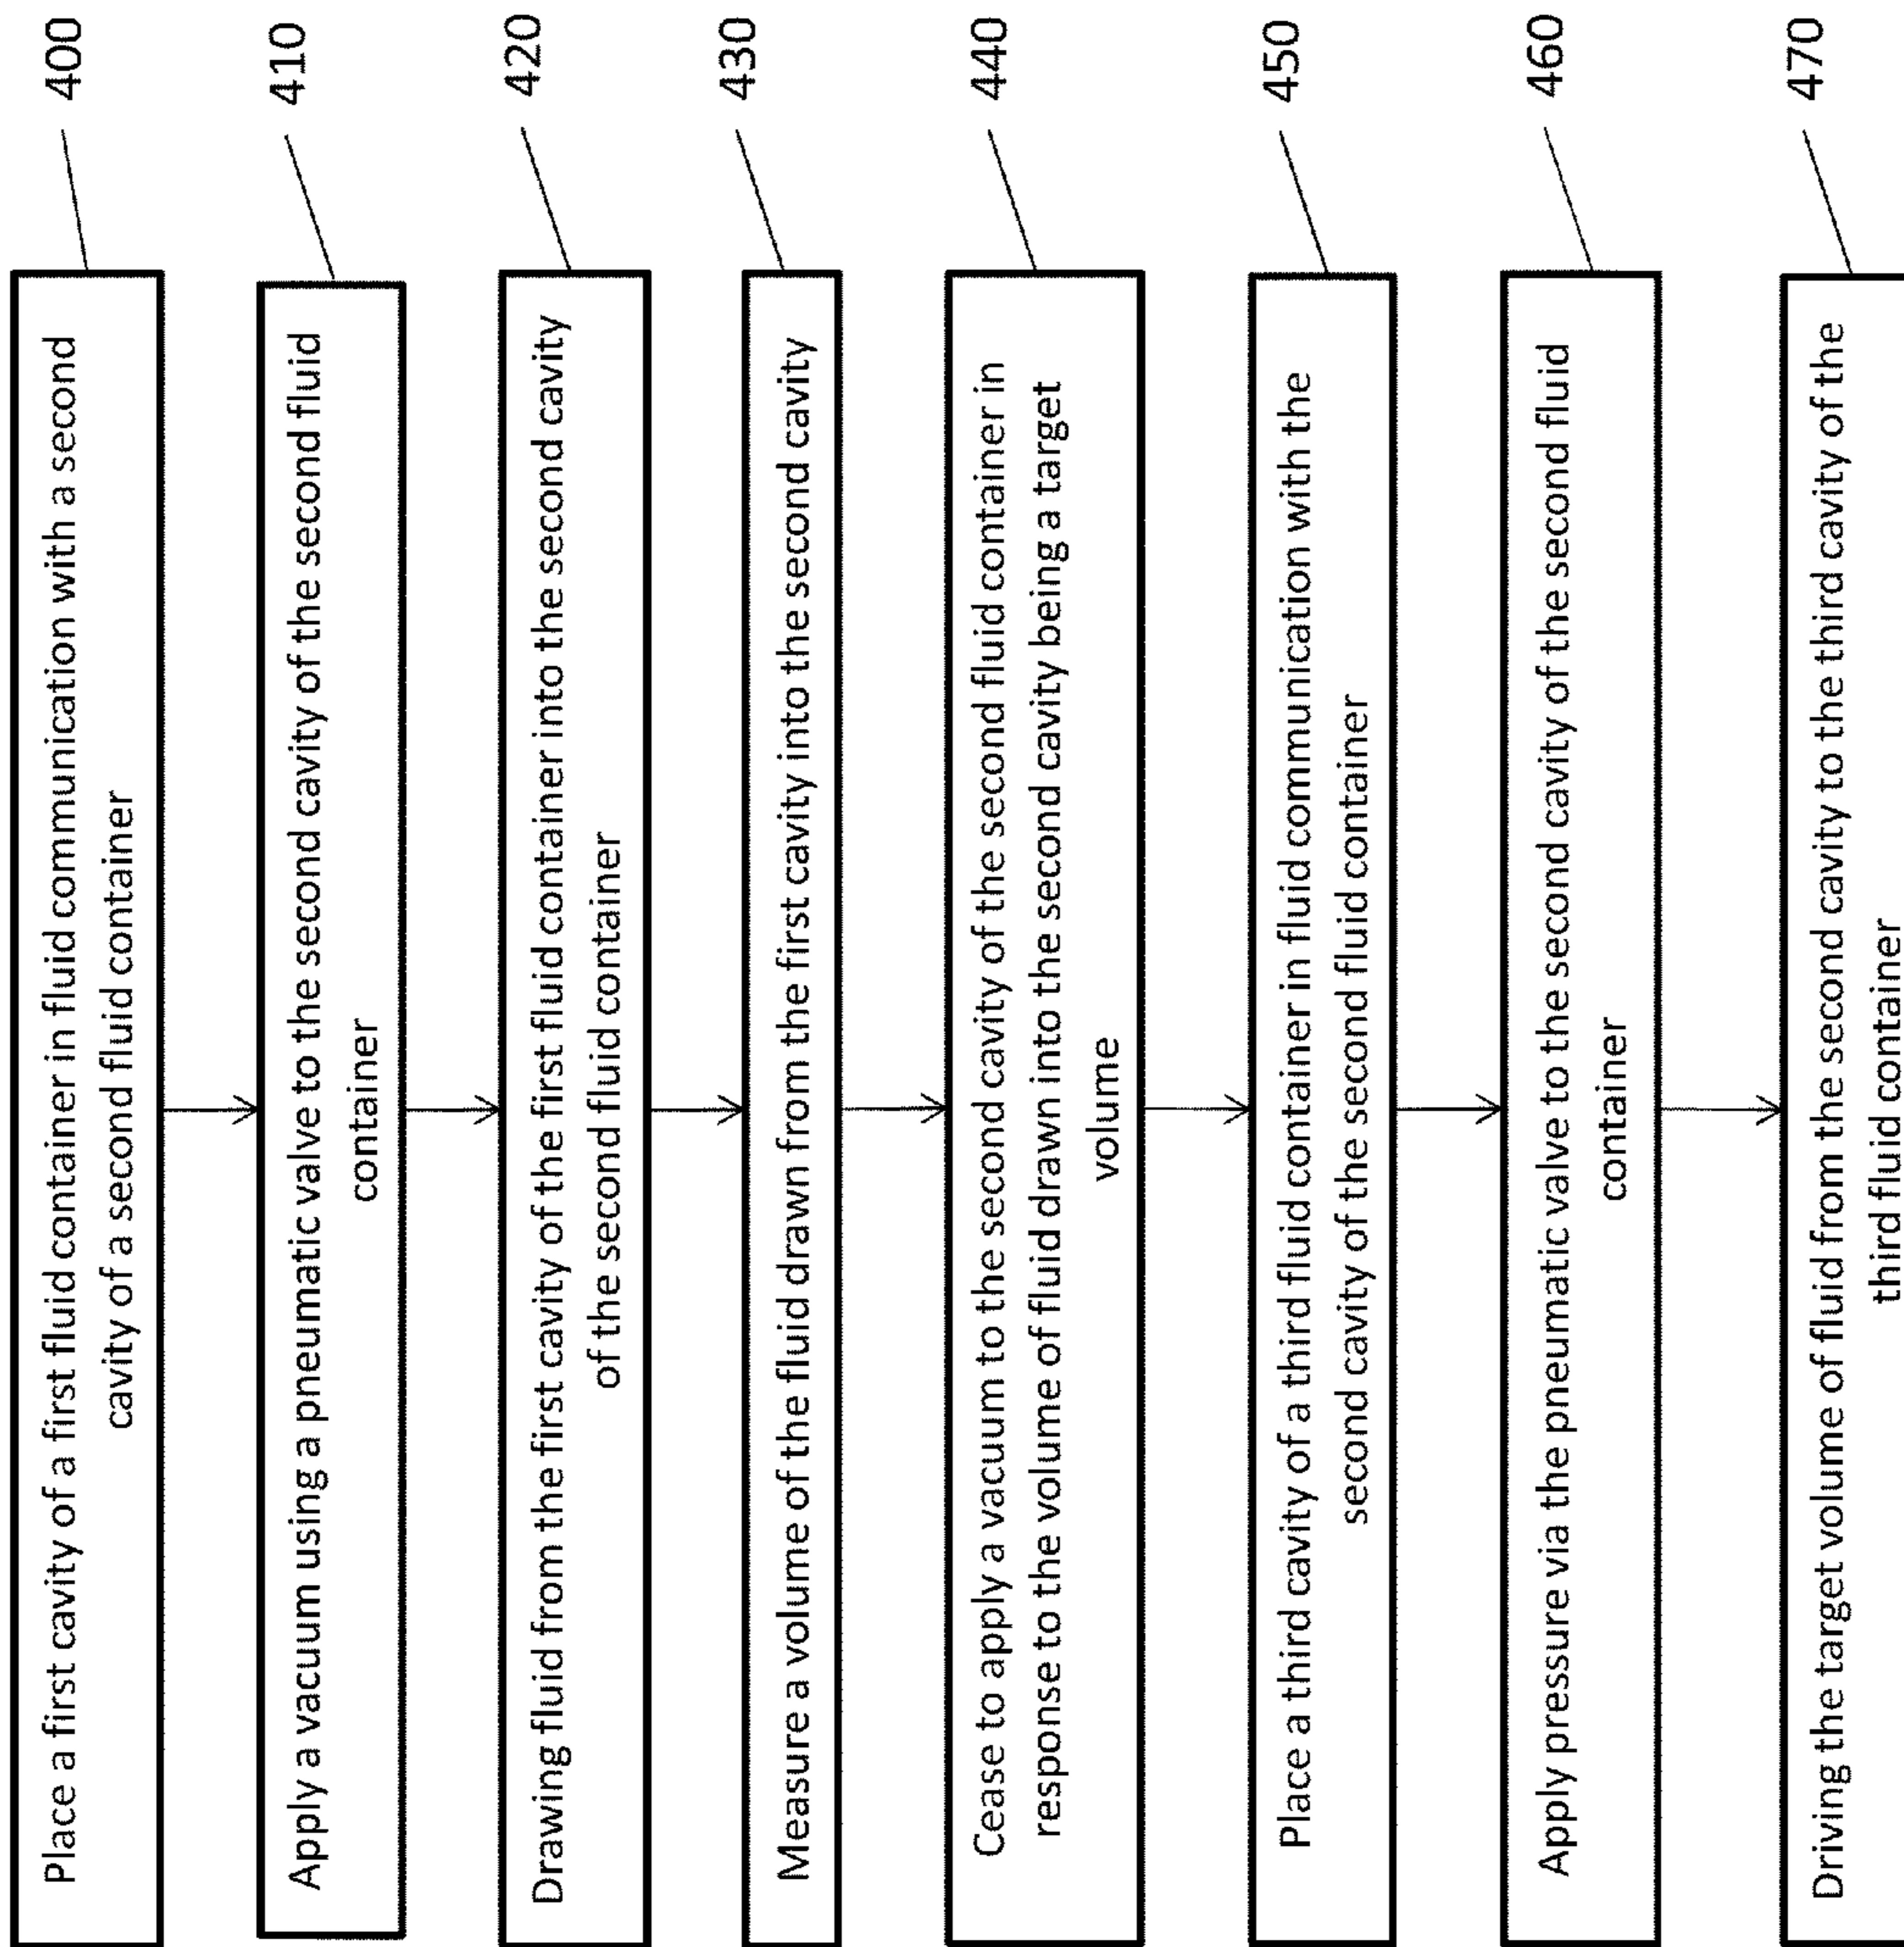 Place a first cavity of a first fluid container in fluid communication with a second
cavity of a second fluid container
400
Apply a vacuum using a pneumatic valve to the second cavity of the second fluid
container
410
Drawing fluid from the first cavity of the first fluid container into the second cavity
of the second fluid container
420
Measure a volume of the fluid drawn from the first cavity into the second cavity
430
Cease to apply a vacuum to the second cavity of the second fluid container in
response to the volume of fluid drawn into the second cavity being a target
volume
440
Place a third cavity of a third fluid container in fluid communication with the
second cavity of the second fluid container
450
Apply pressure via the pneumatic valve to the second cavity of the second fluid
container
460
Driving the target volume of fluid from the second cavity to the third cavity of the
third fluid container
470